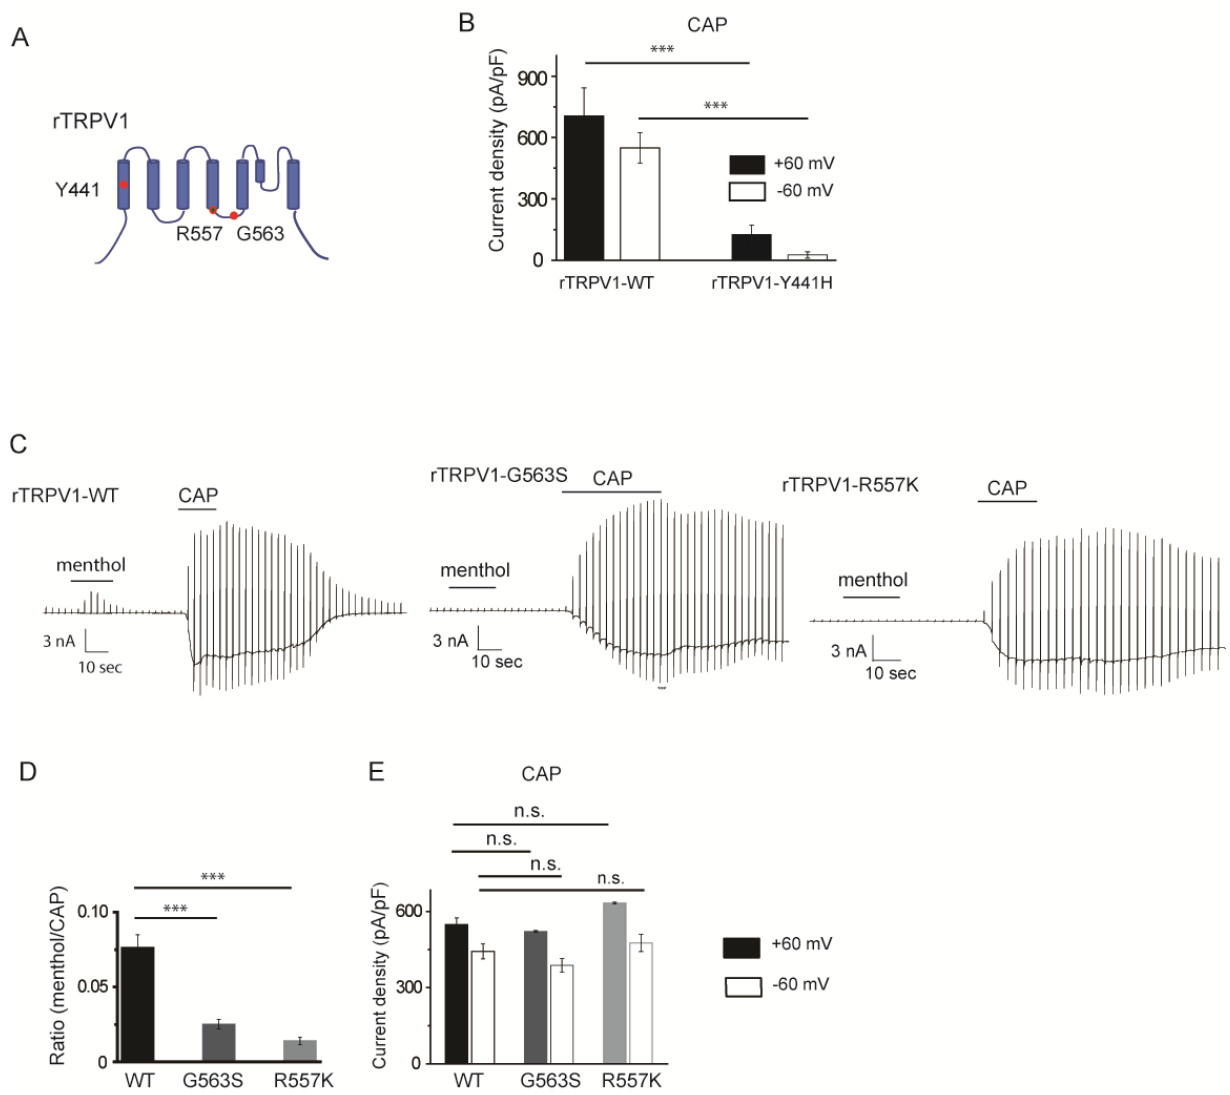 A
rTRPV1
Y441
R557
G563
B
CAP
Current density (pA/pF)
900
600
300
0
***
***
+60 mV
-60 mV
rTRPV1-WT
rTRPV1-Y441H
C
rTRPV1-WT
CAP
menthol
3 nA
10 sec
rTRPV1-G563S
CAP
menthol
3 nA
10 sec
rTRPV1-R557K
CAP
menthol
3 nA
10 sec
D
Ratio (menthol/CAP)
0.10
0.05
0
***
***
WT
G563S
R557K
E
CAP
n.s.
n.s.
n.s.
n.s.
Current density (pA/pF)
600
300
0
WT
G563S
R557K
+60 mV
-60 mV